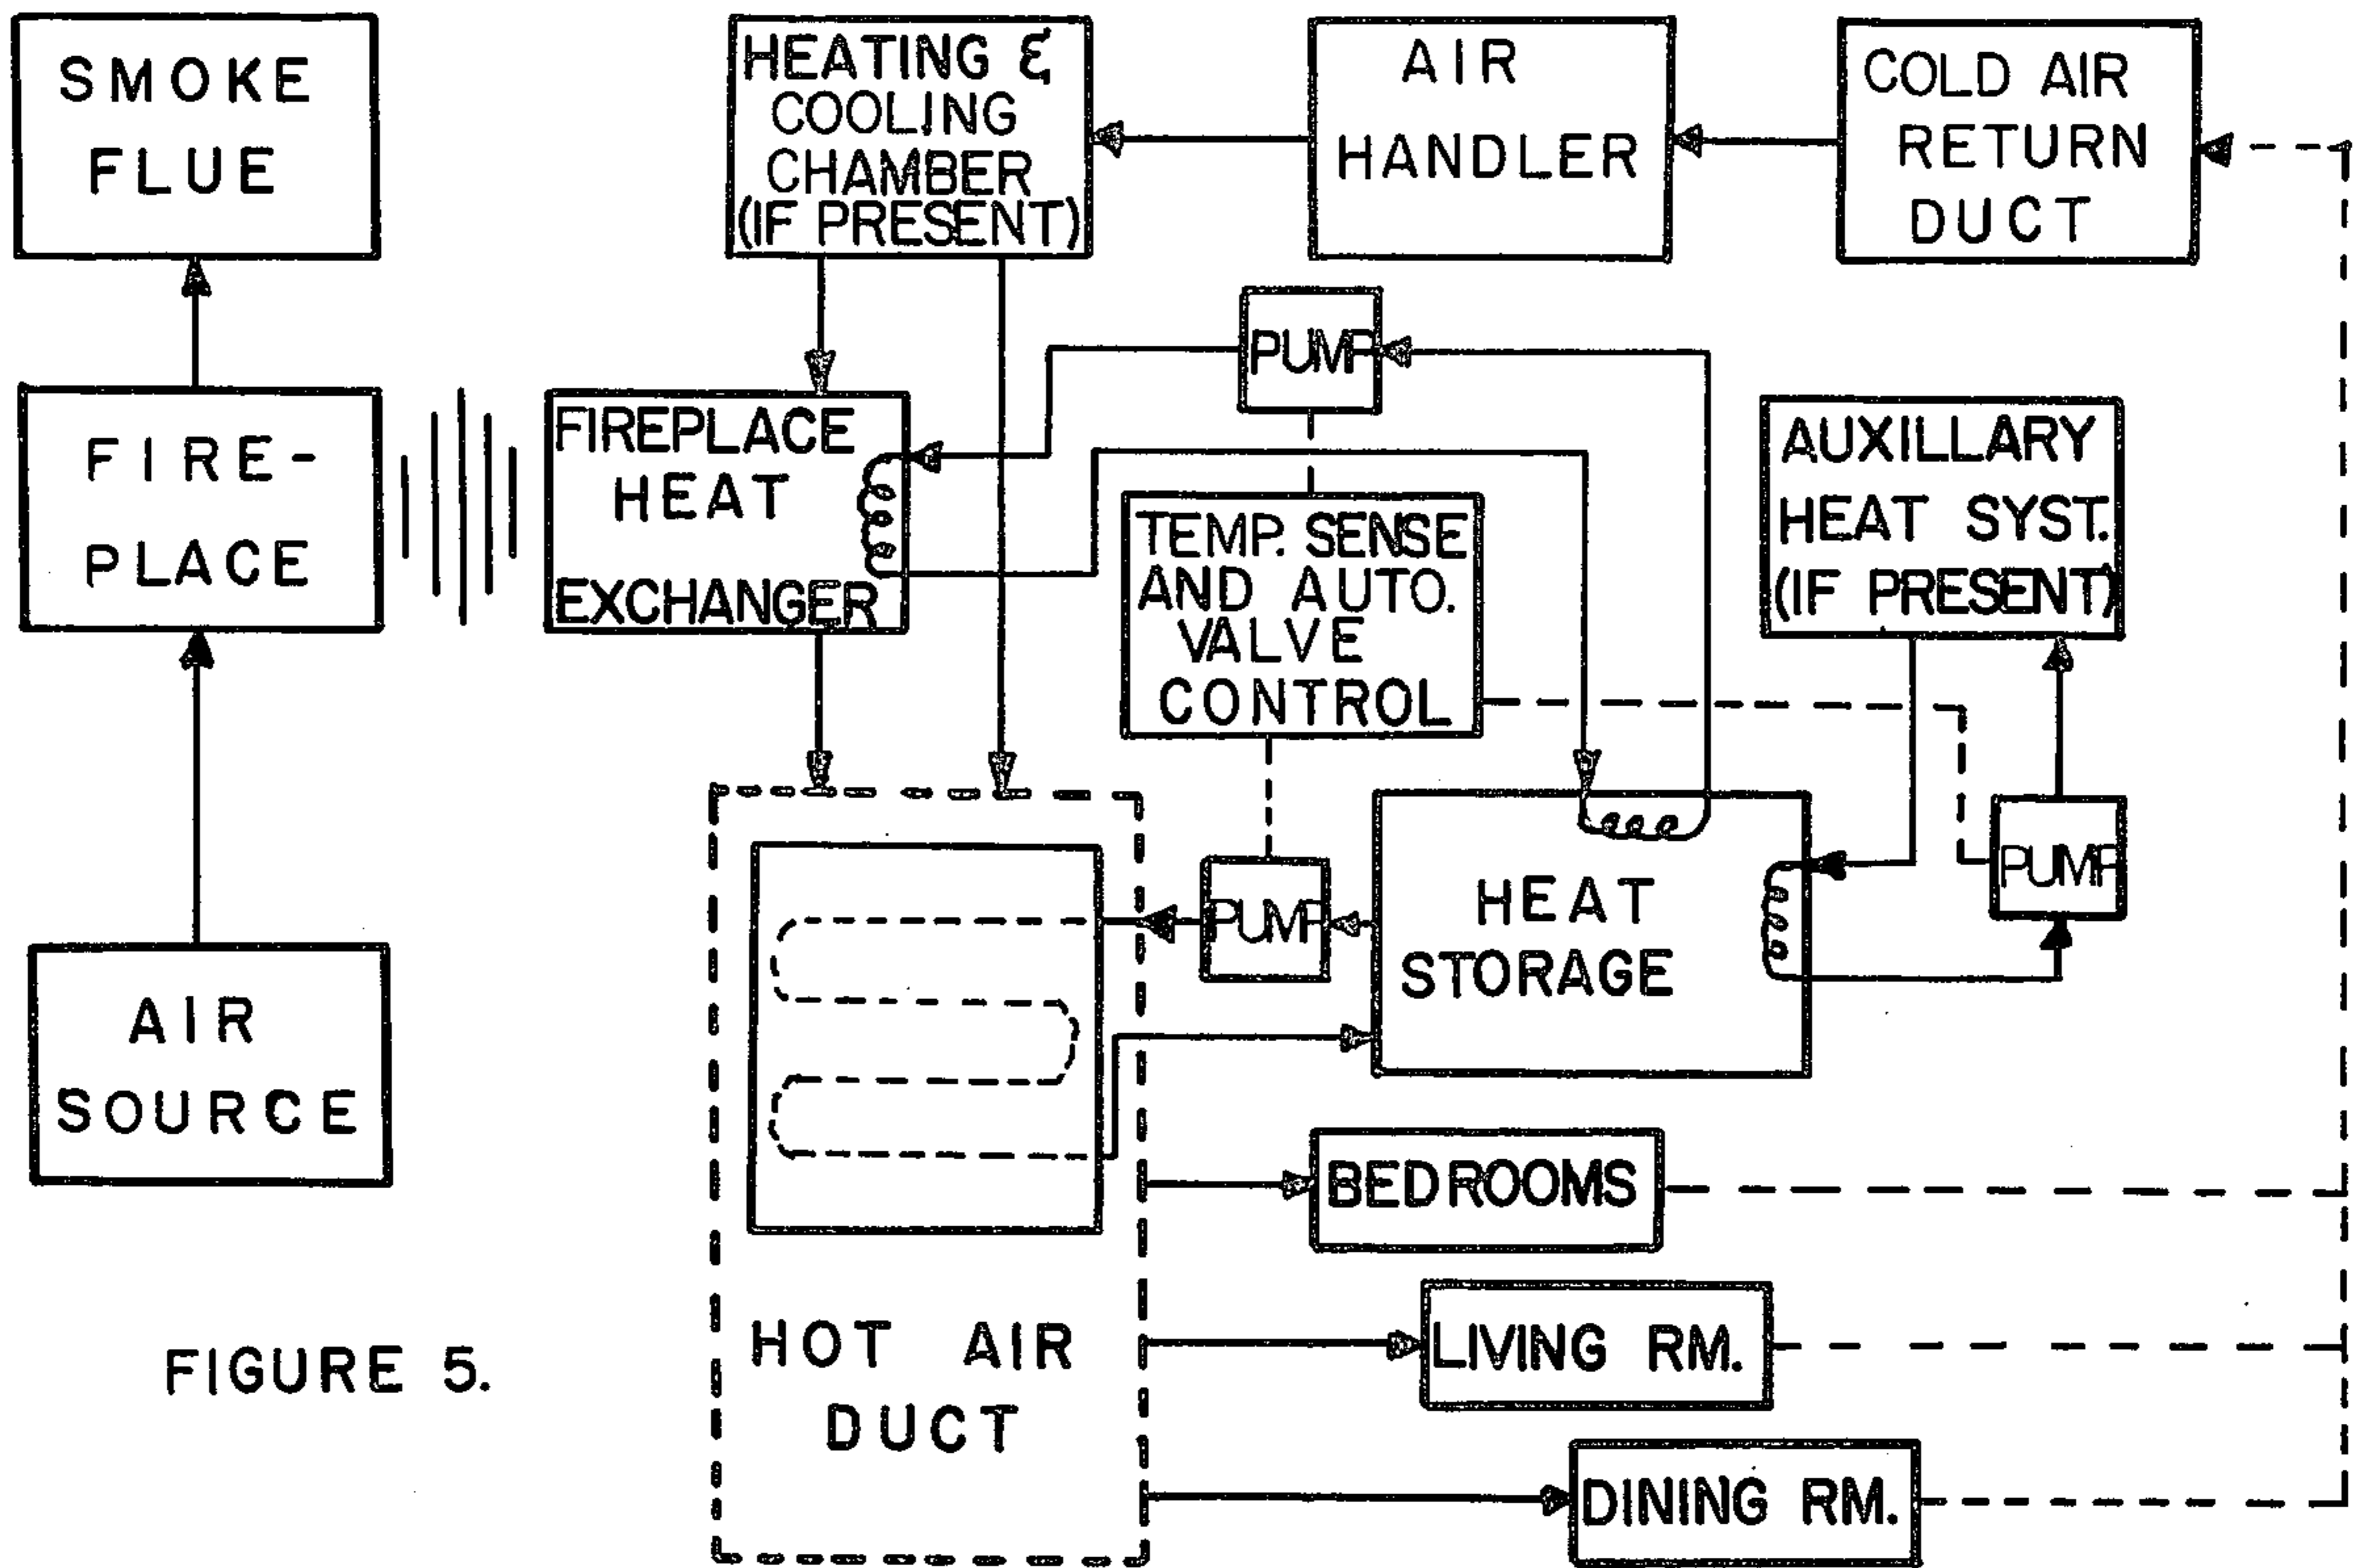 SMOKE
FLUE
HEATING &
COOLING
CHAMBER
(IF PRESENT)
AIR
HANDLER
COLD AIR
RETURN
DUCT
PUMP
FIRE-
PLACE
FIREPLACE
HEAT
EXCHANGER
TEMP. SENSE
AND AUTO.
VALVE
CONTROL
AUXILLARY
HEAT SYST.
(IF PRESENT)
AIR
SOURCE
PUMP
HEAT
STORAGE
PUMP
BEDROOMS
LIVING RM.
DINING RM.
HOT AIR
DUCT
FIGURE 5.